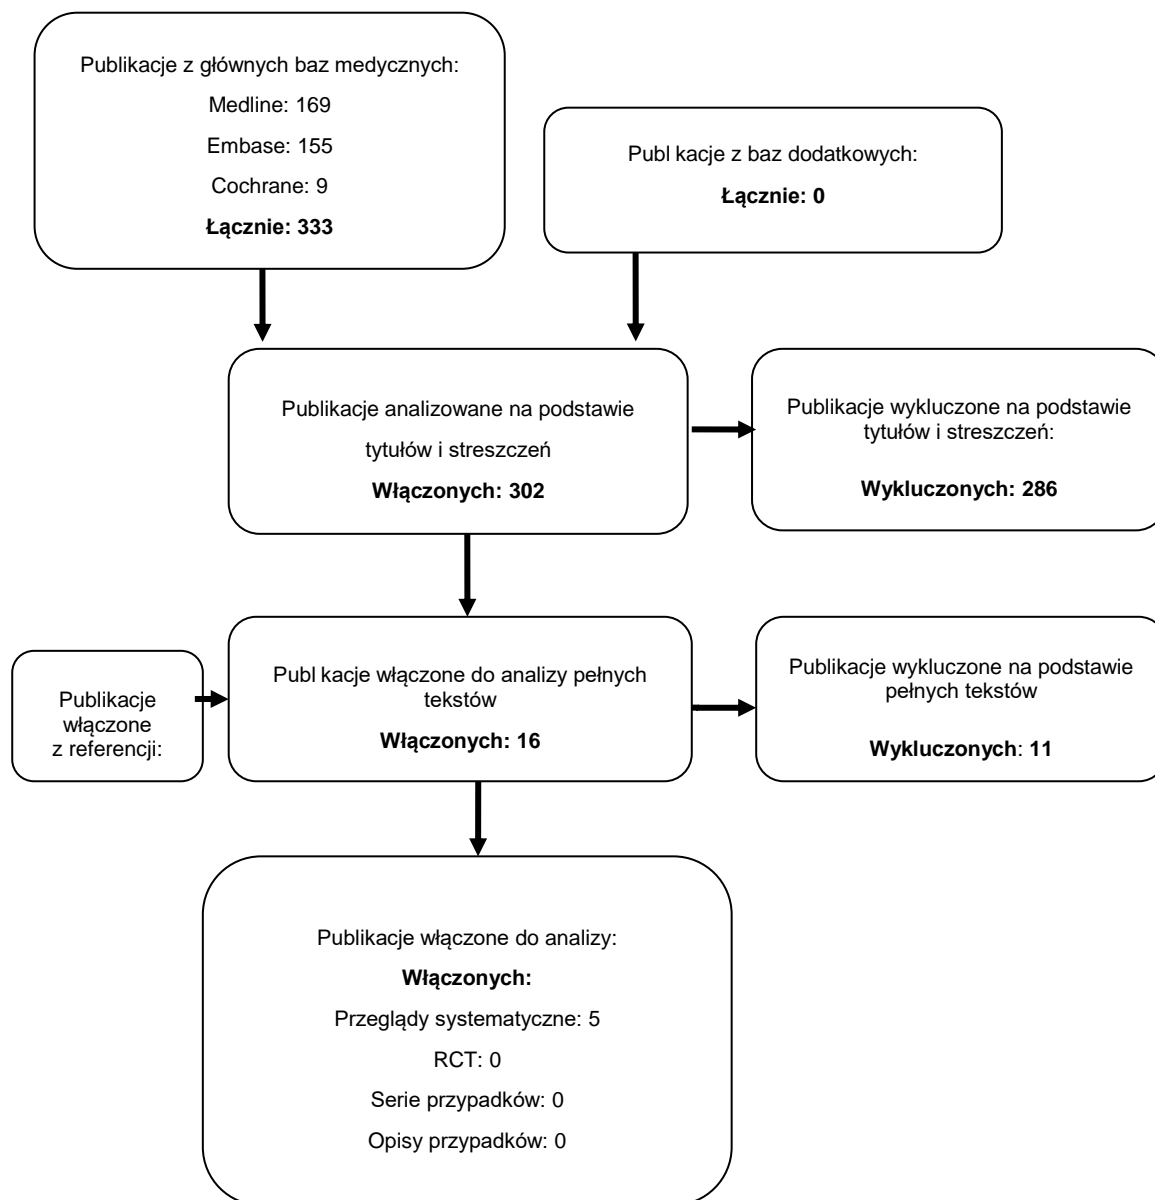 Publikacje z głównych baz medycznych:
Medline: 169
Embase: 155
Cochrane: 9
Łącznie: 333
Publ kacje z baz dodatkowych:
Łącznie: 0
Publikacje analizowane na podstawie
tytułów i streszczeń
Włączonych: 302
Publikacje wykluczone na podstawie
tytułów i streszczeń:
Wykluczonych: 286
Publikacje
włączone
z referencji:
Publ kacje włączone do analizy pełnych
tekstów
Włączonych: 16
Publikacje wykluczone na podstawie
pełnych tekstów
Wykluczonych: 11
Publikacje włączone do analizy:
Włączonych:
Przeglądy systematyczne: 5
RCT: 0
Serie przypadków: 0
Opisy przypadków: 0